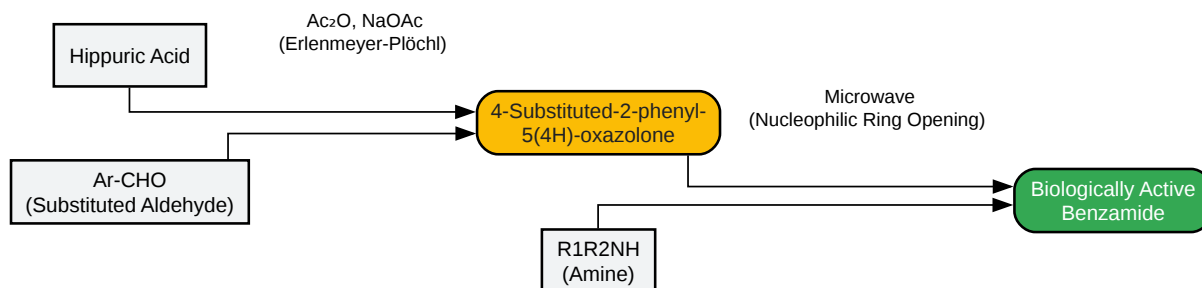 Ac₂O, NaOAc
(Erlenmeyer-Plöchl)
Hippuric Acid
4-Substituted-2-phenyl-
5(4H)-oxazolone
Microwave
(Nucleophilic Ring Opening)
Ar-CHO
(Substituted Aldehyde)
Biologically Active
Benzamide
R1R2NH
(Amine)